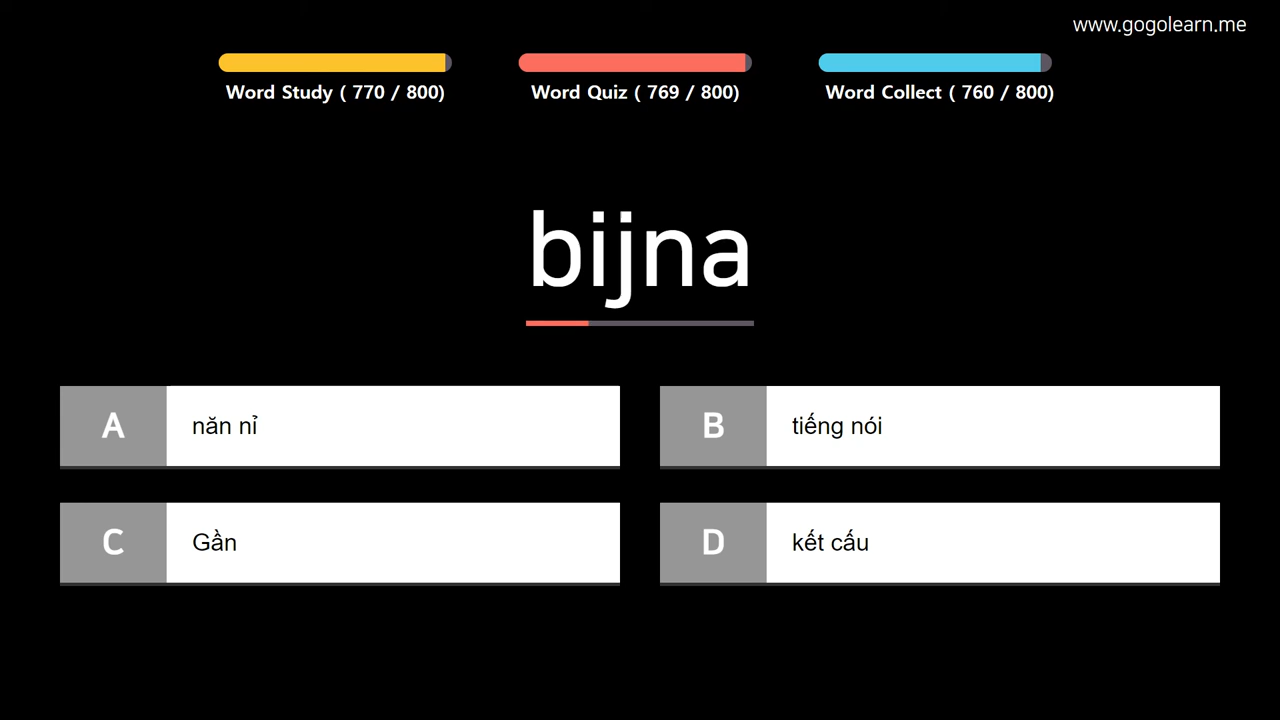 www.gogolearn.me
Word Study ( 770 / 800)
Word Quiz ( 769 / 800)
Word Collect ( 760 / 800)
bijna
A năn nỉ
B tiếng nói
C Gần
D kết cấu